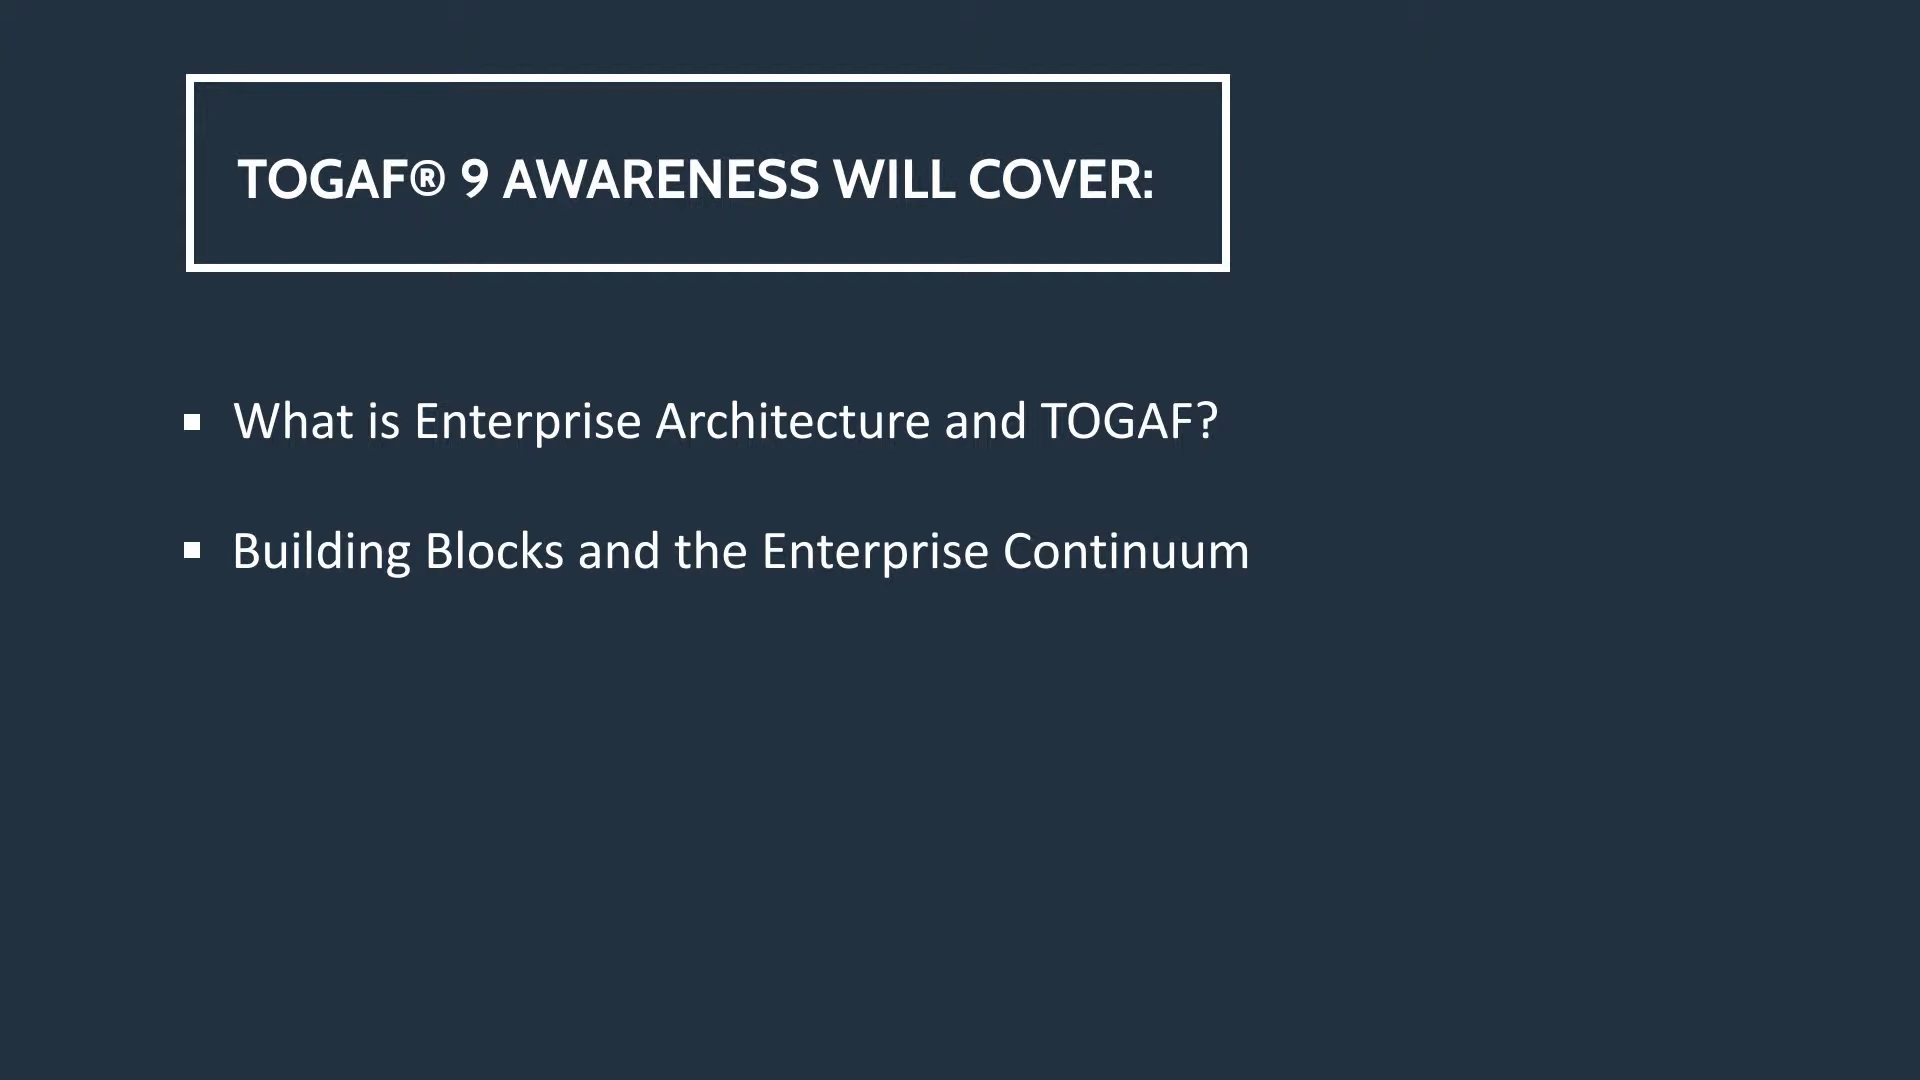 TOGAF® 9 AWARENESS WILL COVER:
What is Enterprise Architecture and TOGAF?
Building Blocks and the Enterprise Continuum